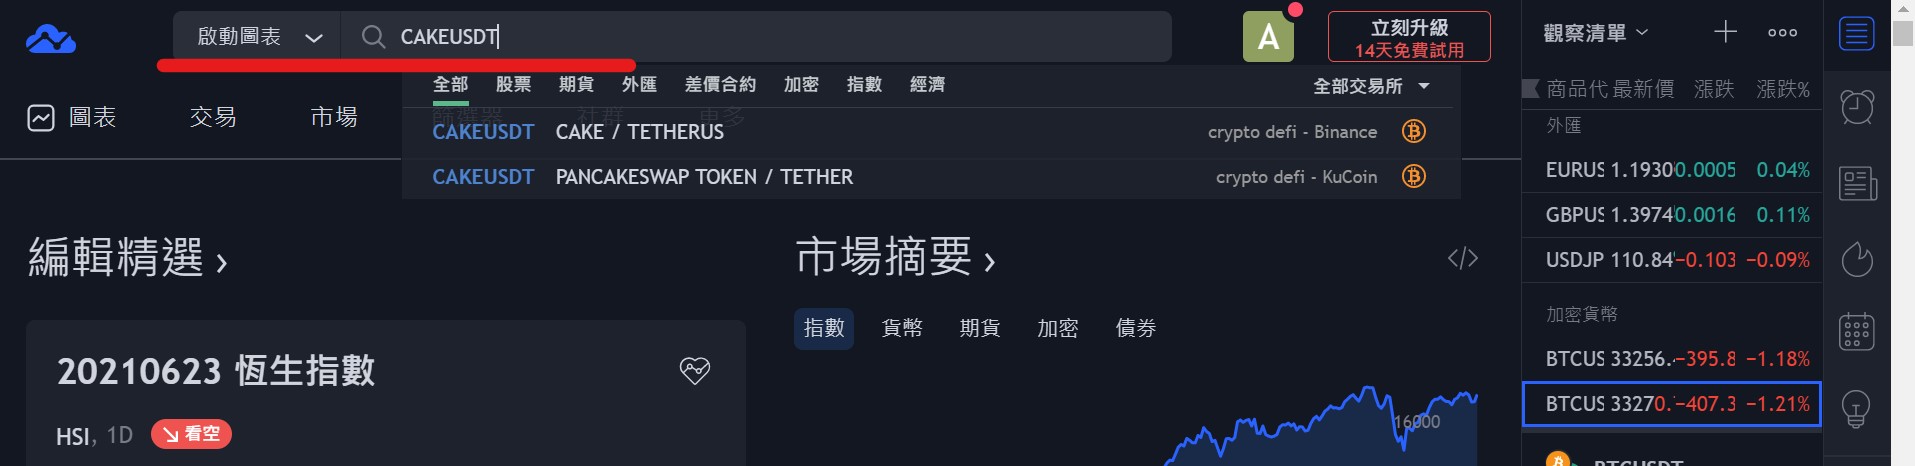 啟動圖表 CAKEUSDT
A
立刻升級
14天免費試用
全部 股票 期貨 外匯 差價合約 加密 指數 經濟 全部交易所
圖表 交易 市場 篩選器 社群 更多
CAKEUSDT CAKE / TETHERUS crypto defi - Binance
CAKEUSDT PANCAKESWAP TOKEN / TETHER crypto defi - KuCoin
編輯精選 ›
20210623 恆生指數
HSI, 1D 看空
市場摘要 › </>
指數 貨幣 期貨 加密 債券
16000
觀察清單
商品代 最新價 漲跌 漲跌%
外匯
EURUS 1.1930 0.0005 0.04%
GBPUS 1.3974 0.0016 0.11%
USDJP 110.84 −0.103 −0.09%
加密貨幣
BTCUS 33256. −395.8 −1.18%
BTCUS 33270. −407.3 −1.21%
BTCUSDT